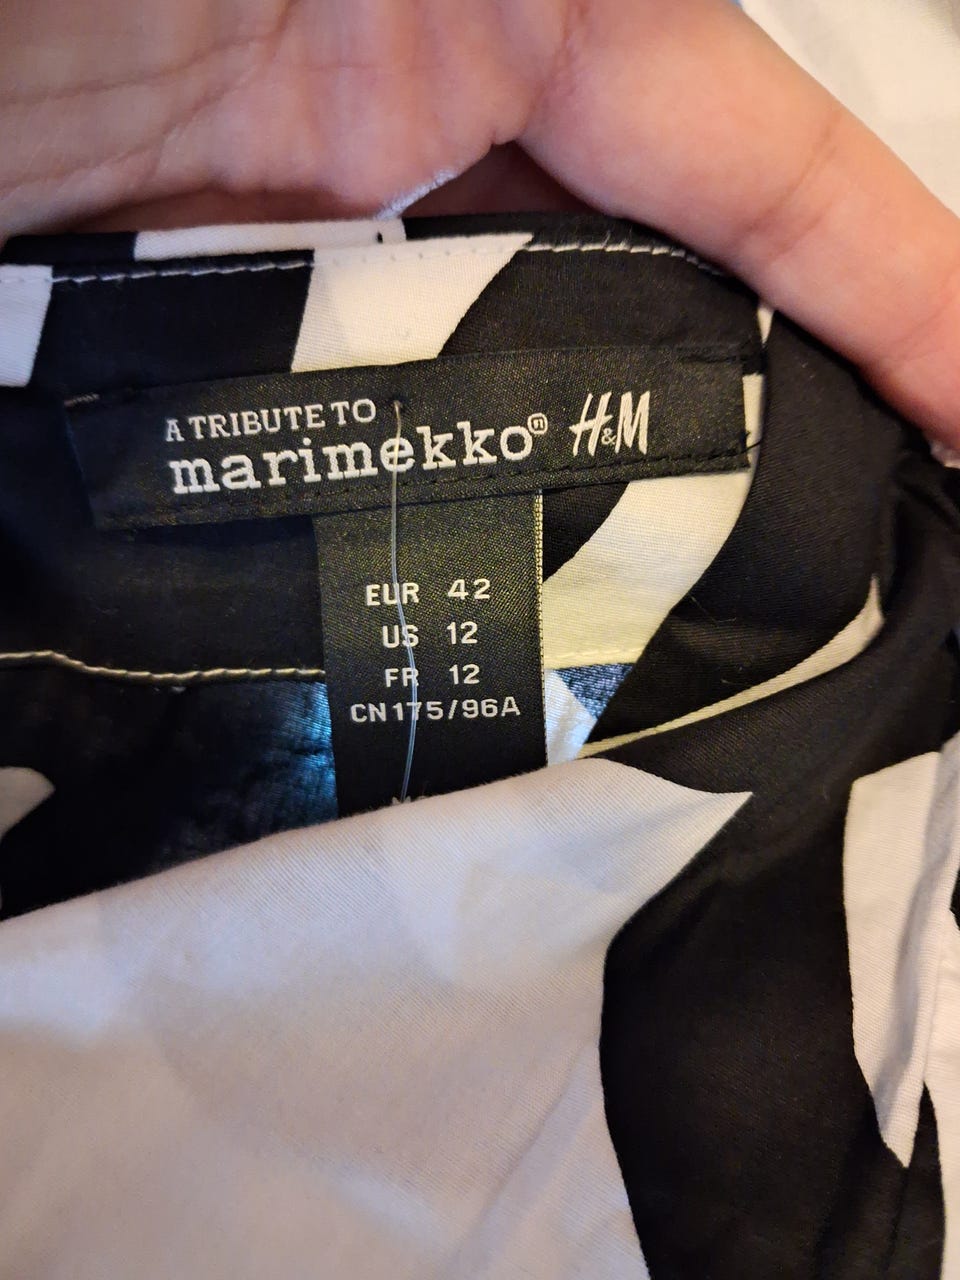 A TRIBUTE TO
marimekko® H&M
EUR 42
US 12
FR 12
CN175/96A